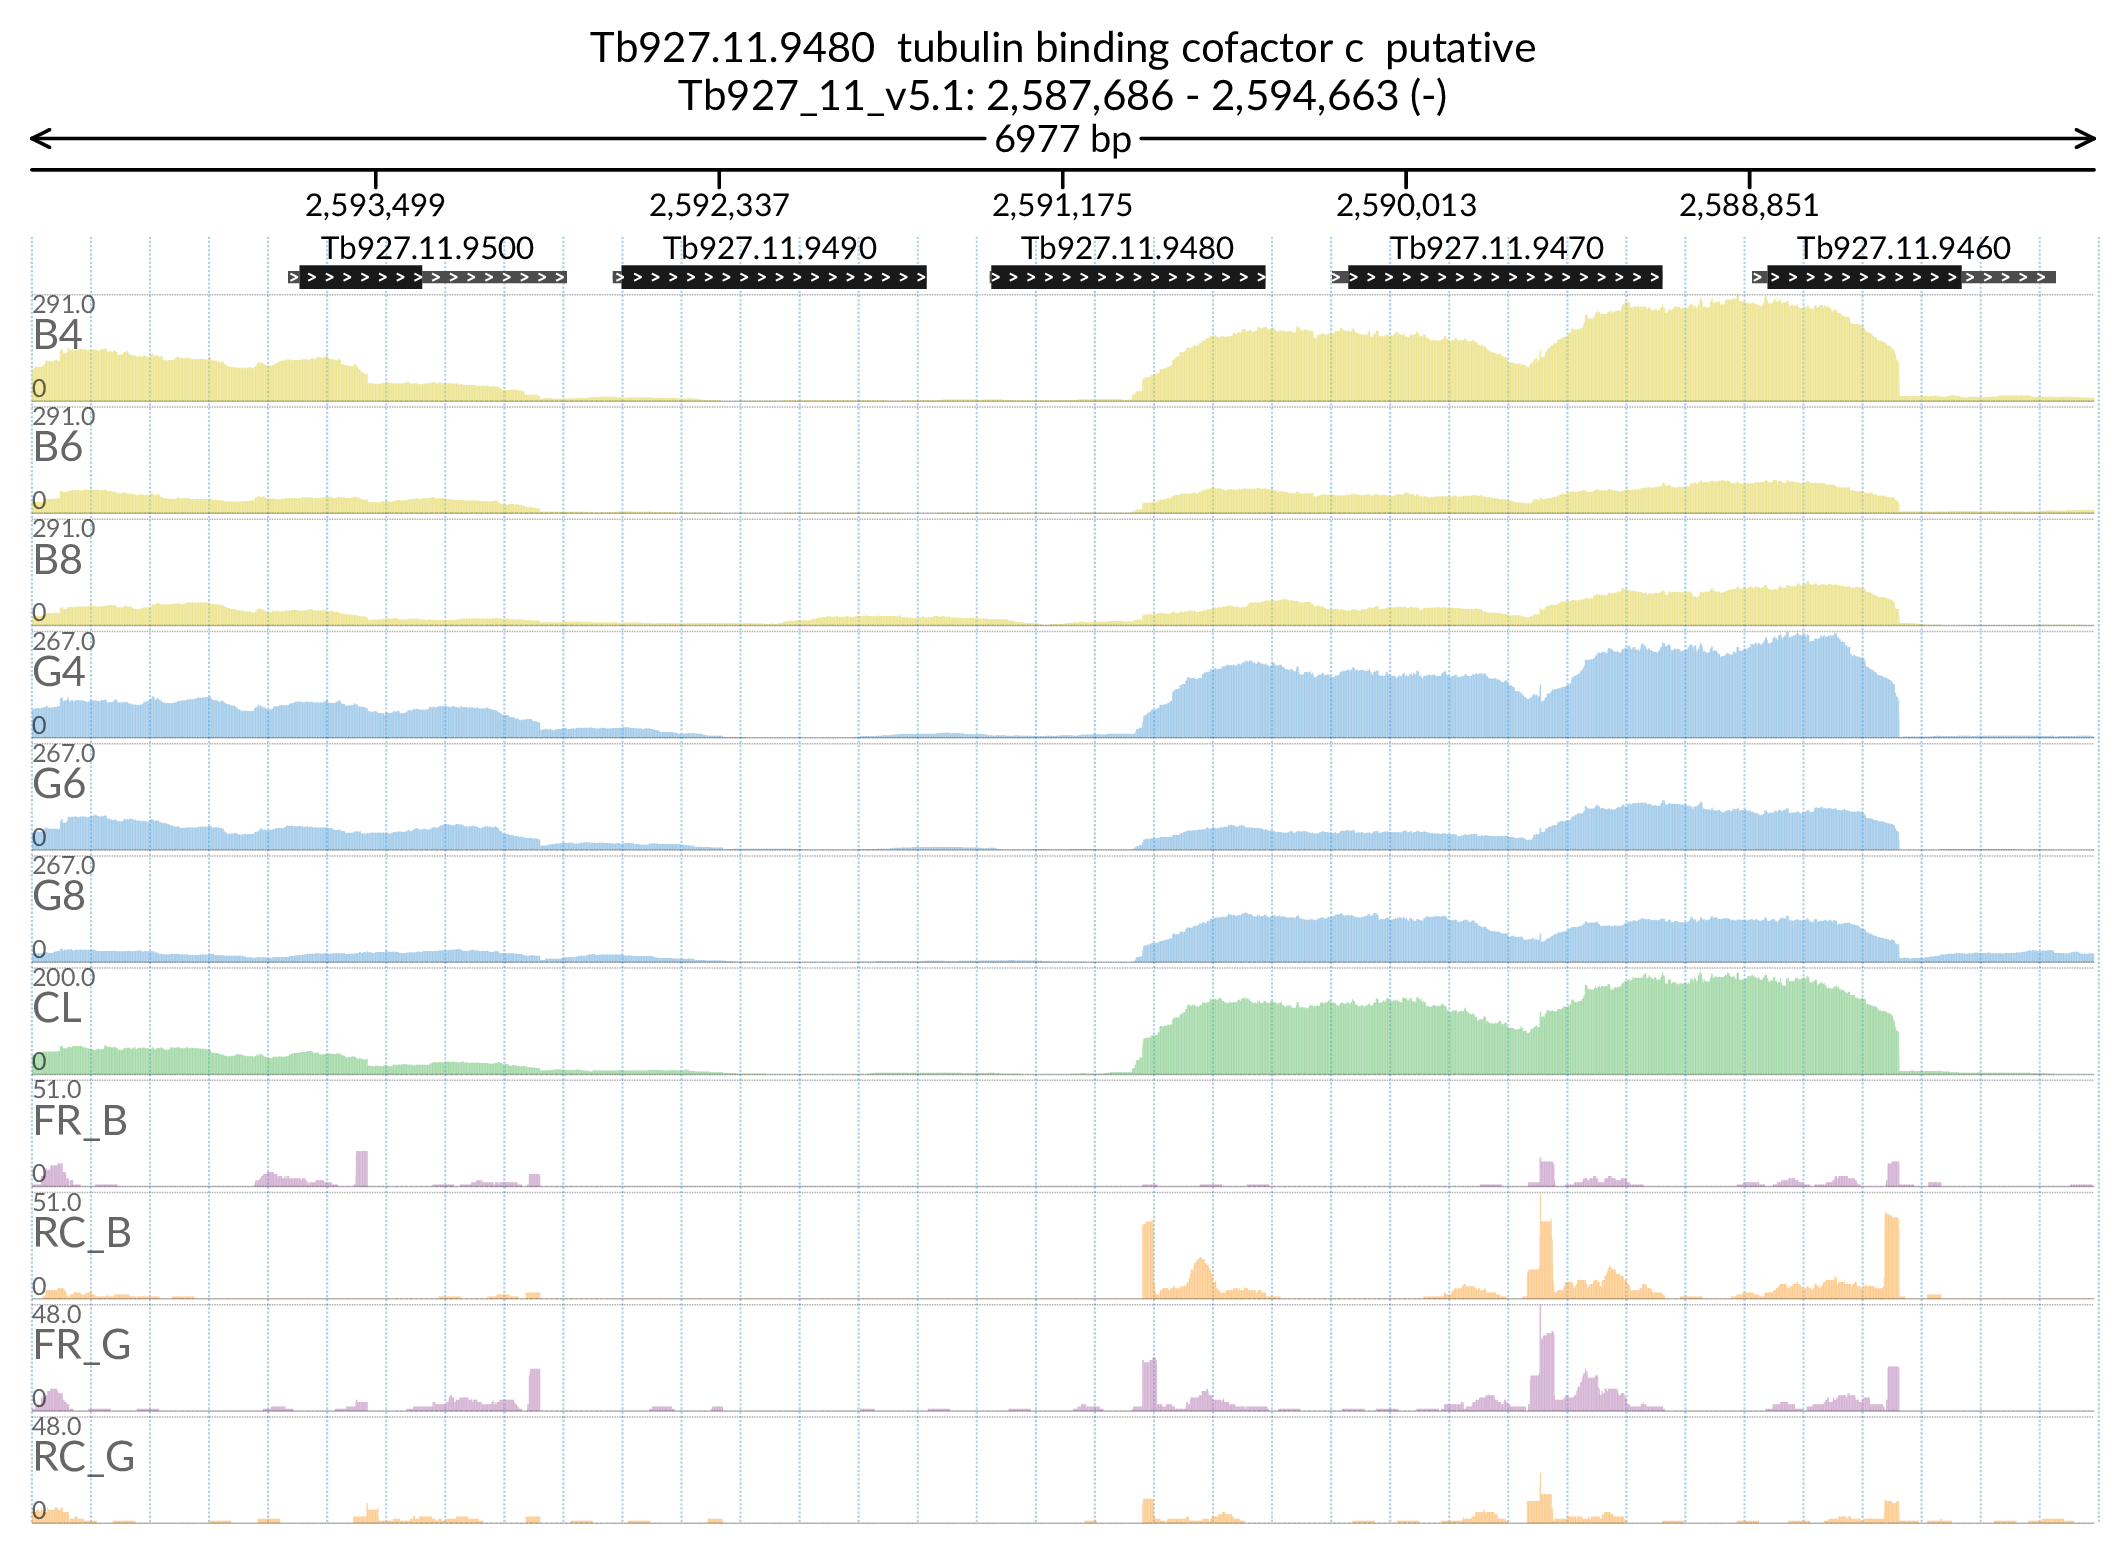 Tb927.11.9480 tubulin binding cofactor c putative
Tb927_11_v5.1: 2,587,686 - 2,594,663 (-)
6977 bp
2,593,499 2,592,337 2,591,175 2,590,013 2,588,851
Tb927.11.9500 Tb927.11.9490 Tb927.11.9480 Tb927.11.9470 Tb927.11.9460
291.0
B4
0
291.0
B6
0
291.0
B8
0
267.0
G4
0
267.0
G6
0
267.0
G8
0
200.0
CL
0
51.0
FR_B
0
51.0
RC_B
0
48.0
FR_G
0
48.0
RC_G
0